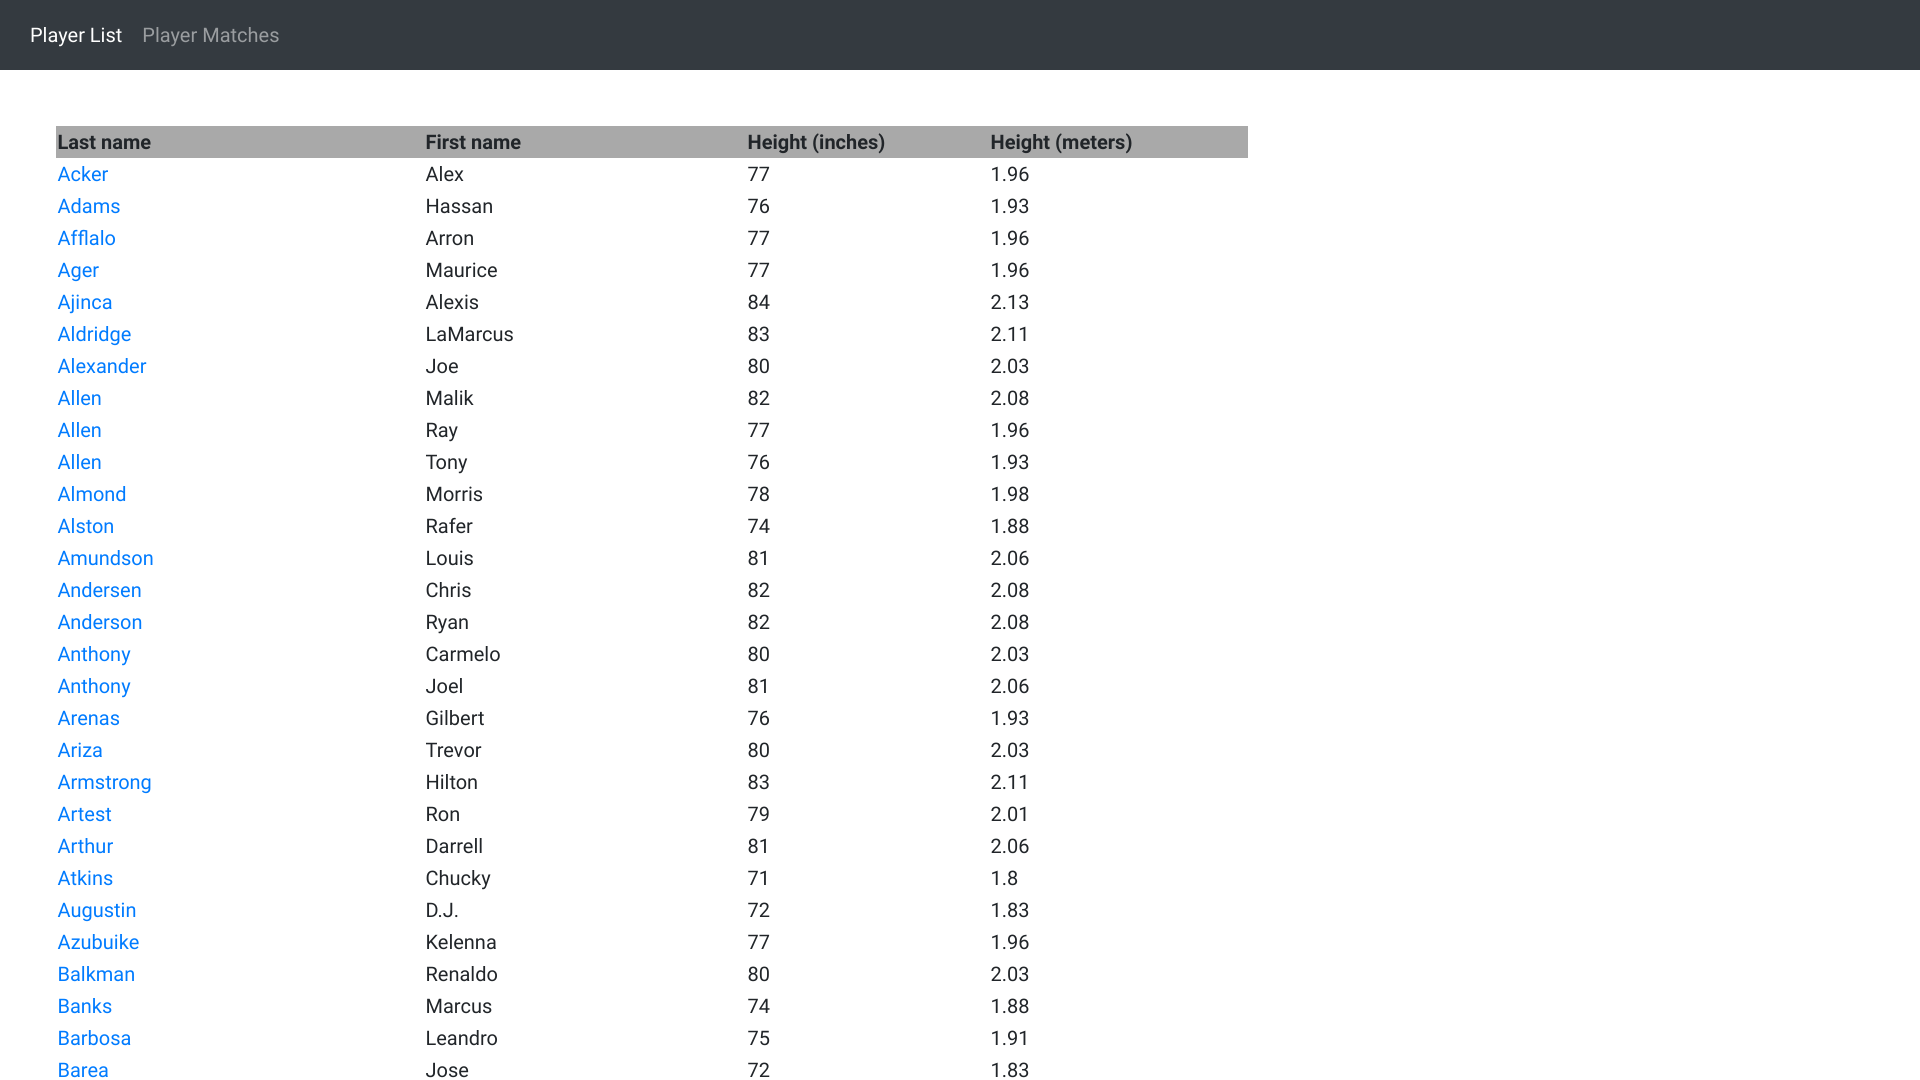 Player List Player Matches
Last name First name Height (inches) Height (meters)
Acker Alex 77 1.96
Adams Hassan 76 1.93
Afflalo Arron 77 1.96
Ager Maurice 77 1.96
Ajinca Alexis 84 2.13
Aldridge LaMarcus 83 2.11
Alexander Joe 80 2.03
Allen Malik 82 2.08
Allen Ray 77 1.96
Allen Tony 76 1.93
Almond Morris 78 1.98
Alston Rafer 74 1.88
Amundson Louis 81 2.06
Andersen Chris 82 2.08
Anderson Ryan 82 2.08
Anthony Carmelo 80 2.03
Anthony Joel 81 2.06
Arenas Gilbert 76 1.93
Ariza Trevor 80 2.03
Armstrong Hilton 83 2.11
Artest Ron 79 2.01
Arthur Darrell 81 2.06
Atkins Chucky 71 1.8
Augustin D.J. 72 1.83
Azubuike Kelenna 77 1.96
Balkman Renaldo 80 2.03
Banks Marcus 74 1.88
Barbosa Leandro 75 1.91
Barea Jose 72 1.83